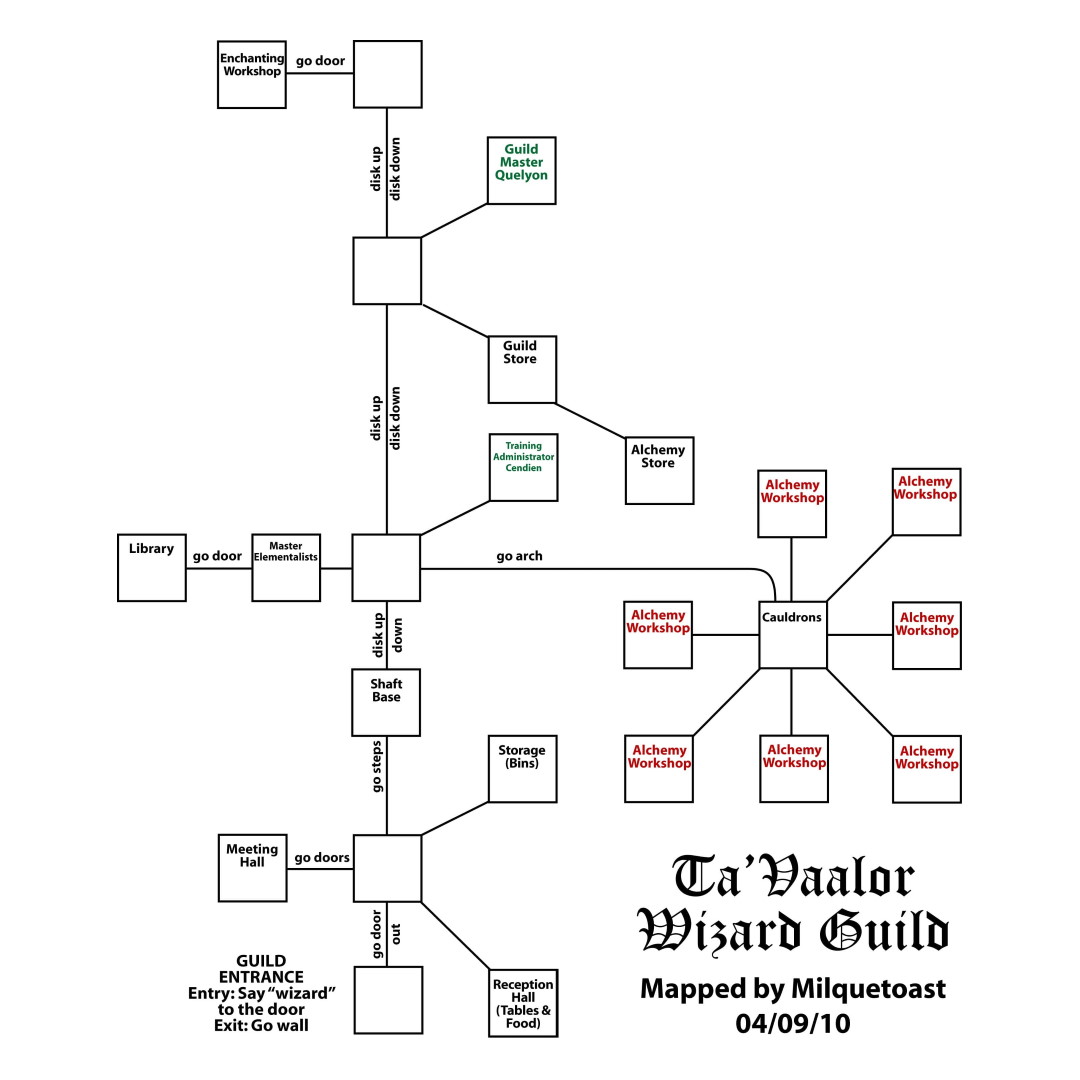 Enchanting
Workshop
go door
disk up
disk down
Guild
Master
Quelyon
Guild
Store
disk up
disk down
Alchemy
Store
Training
Administrator
Cendien
Library
go door
Master
Elementalists
go arch
Alchemy
Workshop
Alchemy
Workshop
Alchemy
Workshop
Cauldrons
Alchemy
Workshop
Alchemy
Workshop
Alchemy
Workshop
Alchemy
Workshop
disk up
down
Shaft
Base
go steps
Storage
(Bins)
Meeting
Hall
go doors
go door
out
Reception
Hall
(Tables &
Food)
GUILD
ENTRANCE
Entry: Say “wizard”
to the door
Exit: Go wall
Ta’Vaalor
Wizard Guild
Mapped by Milquetoast
04/09/10